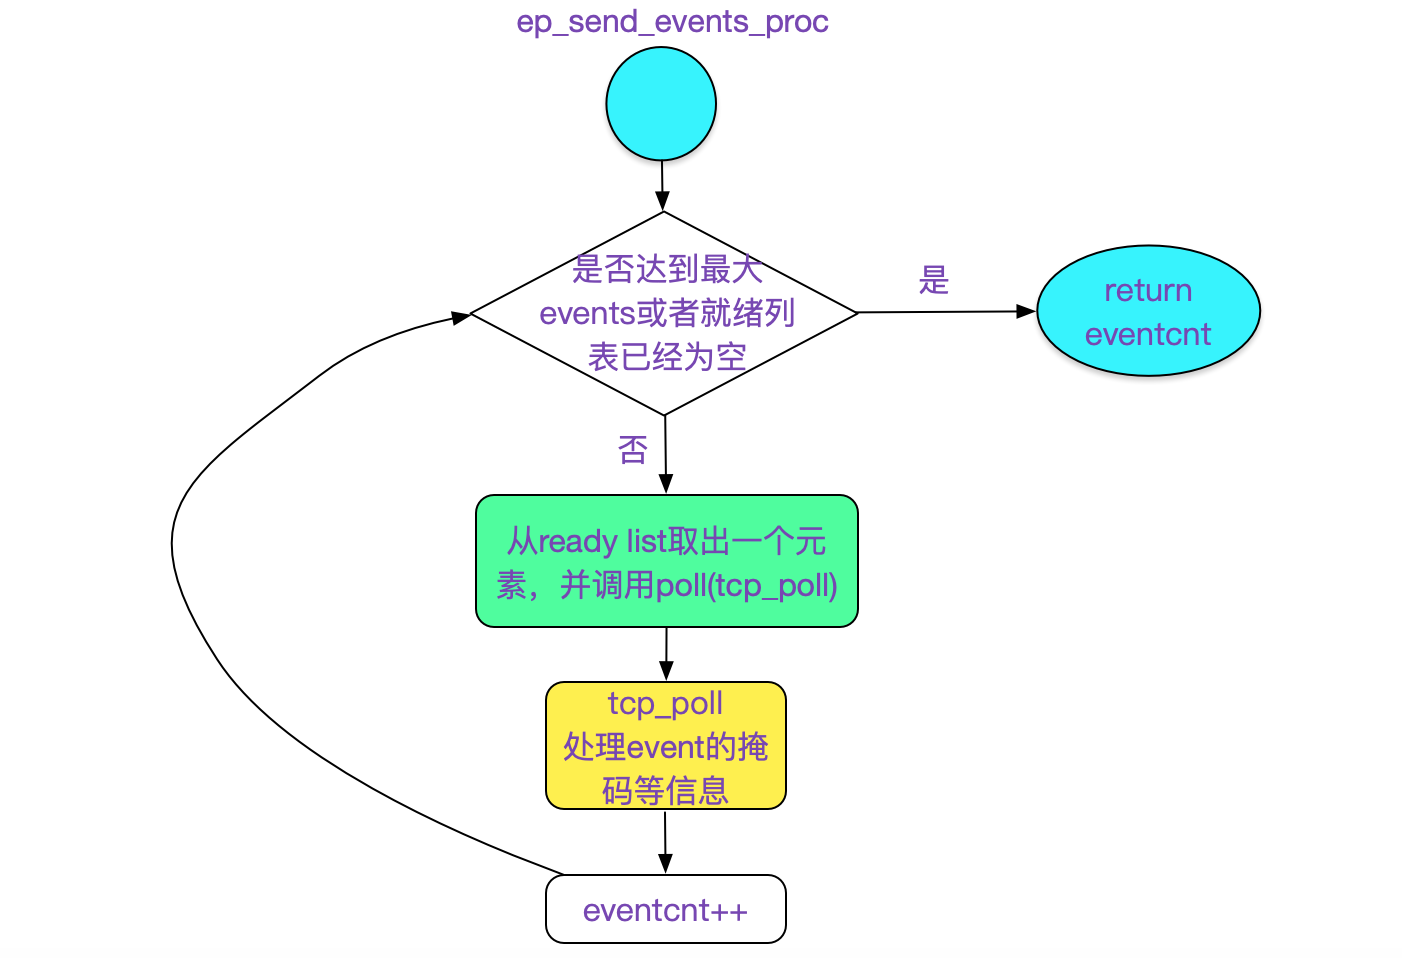 ep_send_events_proc
是否达到最大
events或者就绪列
表已经为空
是
return
eventcnt
否
从ready list取出一个元
素，并调用poll(tcp_poll)
tcp_poll
处理event的掩
码等信息
eventcnt++